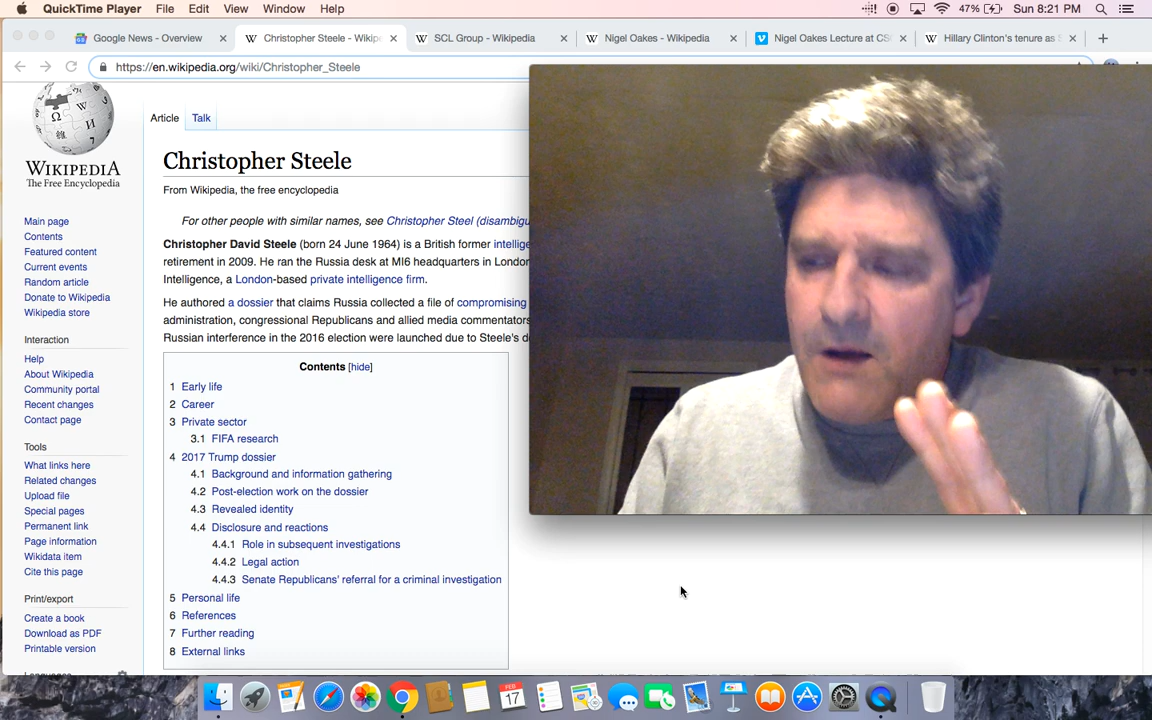 QuickTime Player File Edit View Window Help 47% Sun 8:21 PM
Google News - Overview × Christopher Steele - Wikip × SCL Group - Wikipedia × Nigel Oakes - Wikipedia × Nigel Oakes Lecture at CS × Hillary Clinton's tenure as ×
https://en.wikipedia.org/wiki/Christopher_Steele
WIKIPEDIA
The Free Encyclopedia
Main page
Contents
Featured content
Current events
Random article
Donate to Wikipedia
Wikipedia store
Interaction
Help
About Wikipedia
Community portal
Recent changes
Contact page
Tools
What links here
Related changes
Upload file
Special pages
Permanent link
Page information
Wikidata item
Cite this page
Print/export
Create a book
Download as PDF
Printable version
Article Talk
Christopher Steele
From Wikipedia, the free encyclopedia
For other people with similar names, see Christopher Steel (disambigu
Christopher David Steele (born 24 June 1964) is a British former intellige
retirement in 2009. He ran the Russia desk at MI6 headquarters in London
Intelligence, a London-based private intelligence firm.
He authored a dossier that claims Russia collected a file of compromising
administration, congressional Republicans and allied media commentators
Russian interference in the 2016 election were launched due to Steele's d
Contents [hide]
1 Early life
2 Career
3 Private sector
3.1 FIFA research
4 2017 Trump dossier
4.1 Background and information gathering
4.2 Post-election work on the dossier
4.3 Revealed identity
4.4 Disclosure and reactions
4.4.1 Role in subsequent investigations
4.4.2 Legal action
4.4.3 Senate Republicans' referral for a criminal investigation
5 Personal life
6 References
7 Further reading
8 External links
FEB
17